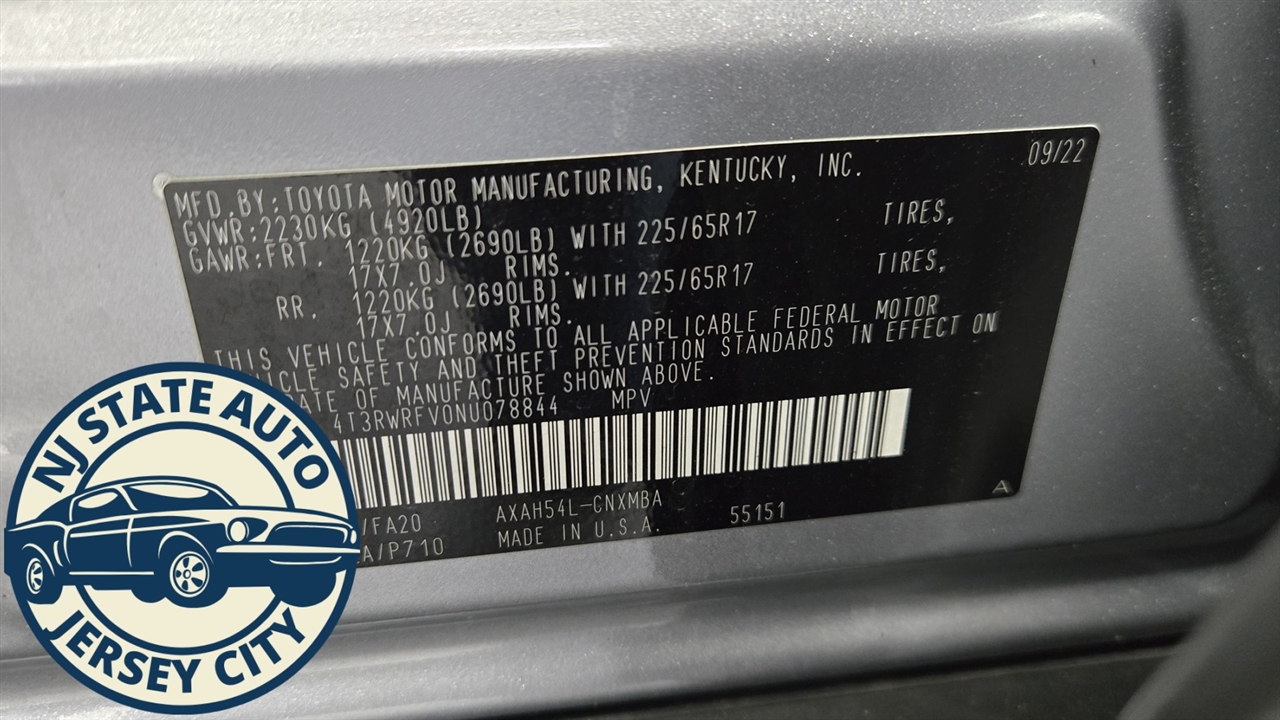 09/22
MFD. BY: TOYOTA MOTOR MANUFACTURING, KENTUCKY, INC.
GVWR: 2230KG (4920LB)
GAWR: FRT. 1220KG (2690LB) WITH 225/65R17 TIRES,
17X7.0J RIMS.
RR. 1220KG (2690LB) WITH 225/65R17 TIRES,
17X7.0J RIMS.
THIS VEHICLE CONFORMS TO ALL APPLICABLE FEDERAL MOTOR
ICLE SAFETY AND THEFT PREVENTION STANDARDS IN EFFECT ON
ATE OF MANUFACTURE SHOWN ABOVE.
4T3RWRFV0NU078844 MPV
/FA20 AXAH54L-CNXMBA
A/P710 MADE IN U.S.A. 55151
A
NJ STATE AUTO
JERSEY CITY